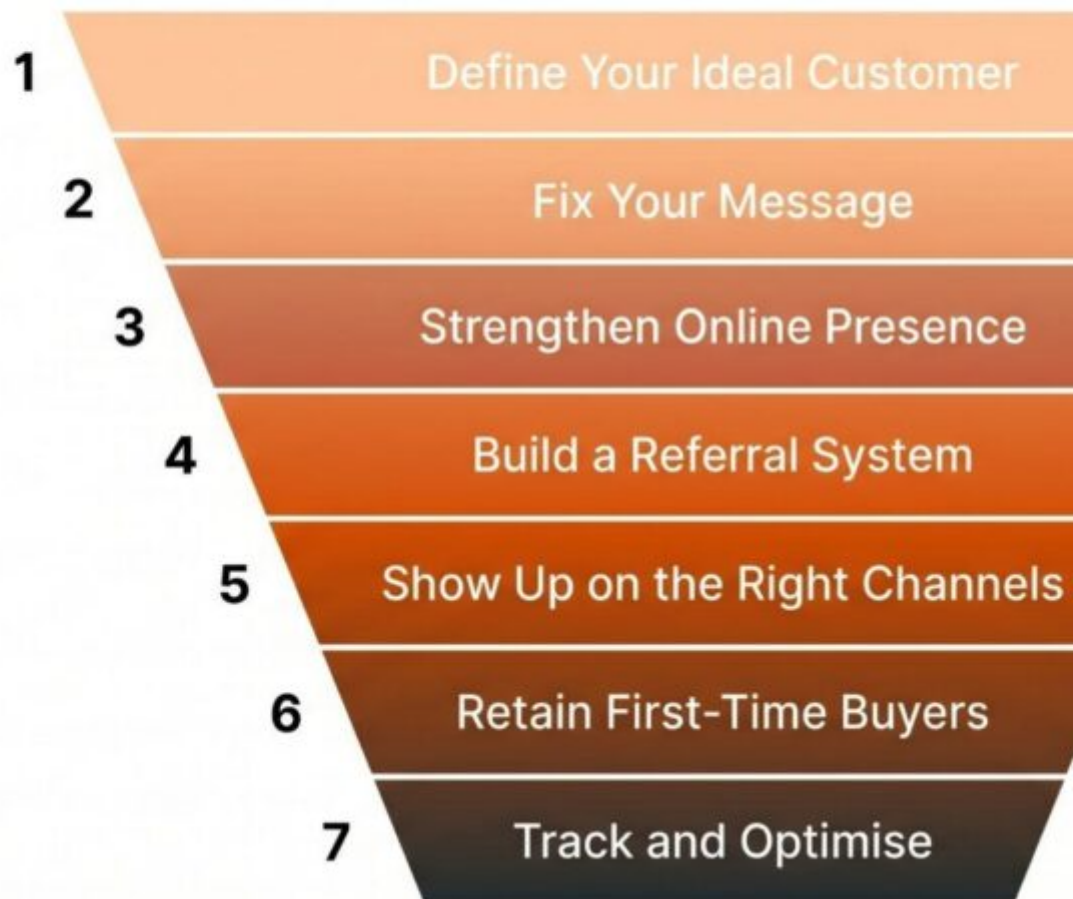 1 Define Your Ideal Customer
2 Fix Your Message
3 Strengthen Online Presence
4 Build a Referral System
5 Show Up on the Right Channels
6 Retain First-Time Buyers
7 Track and Optimise